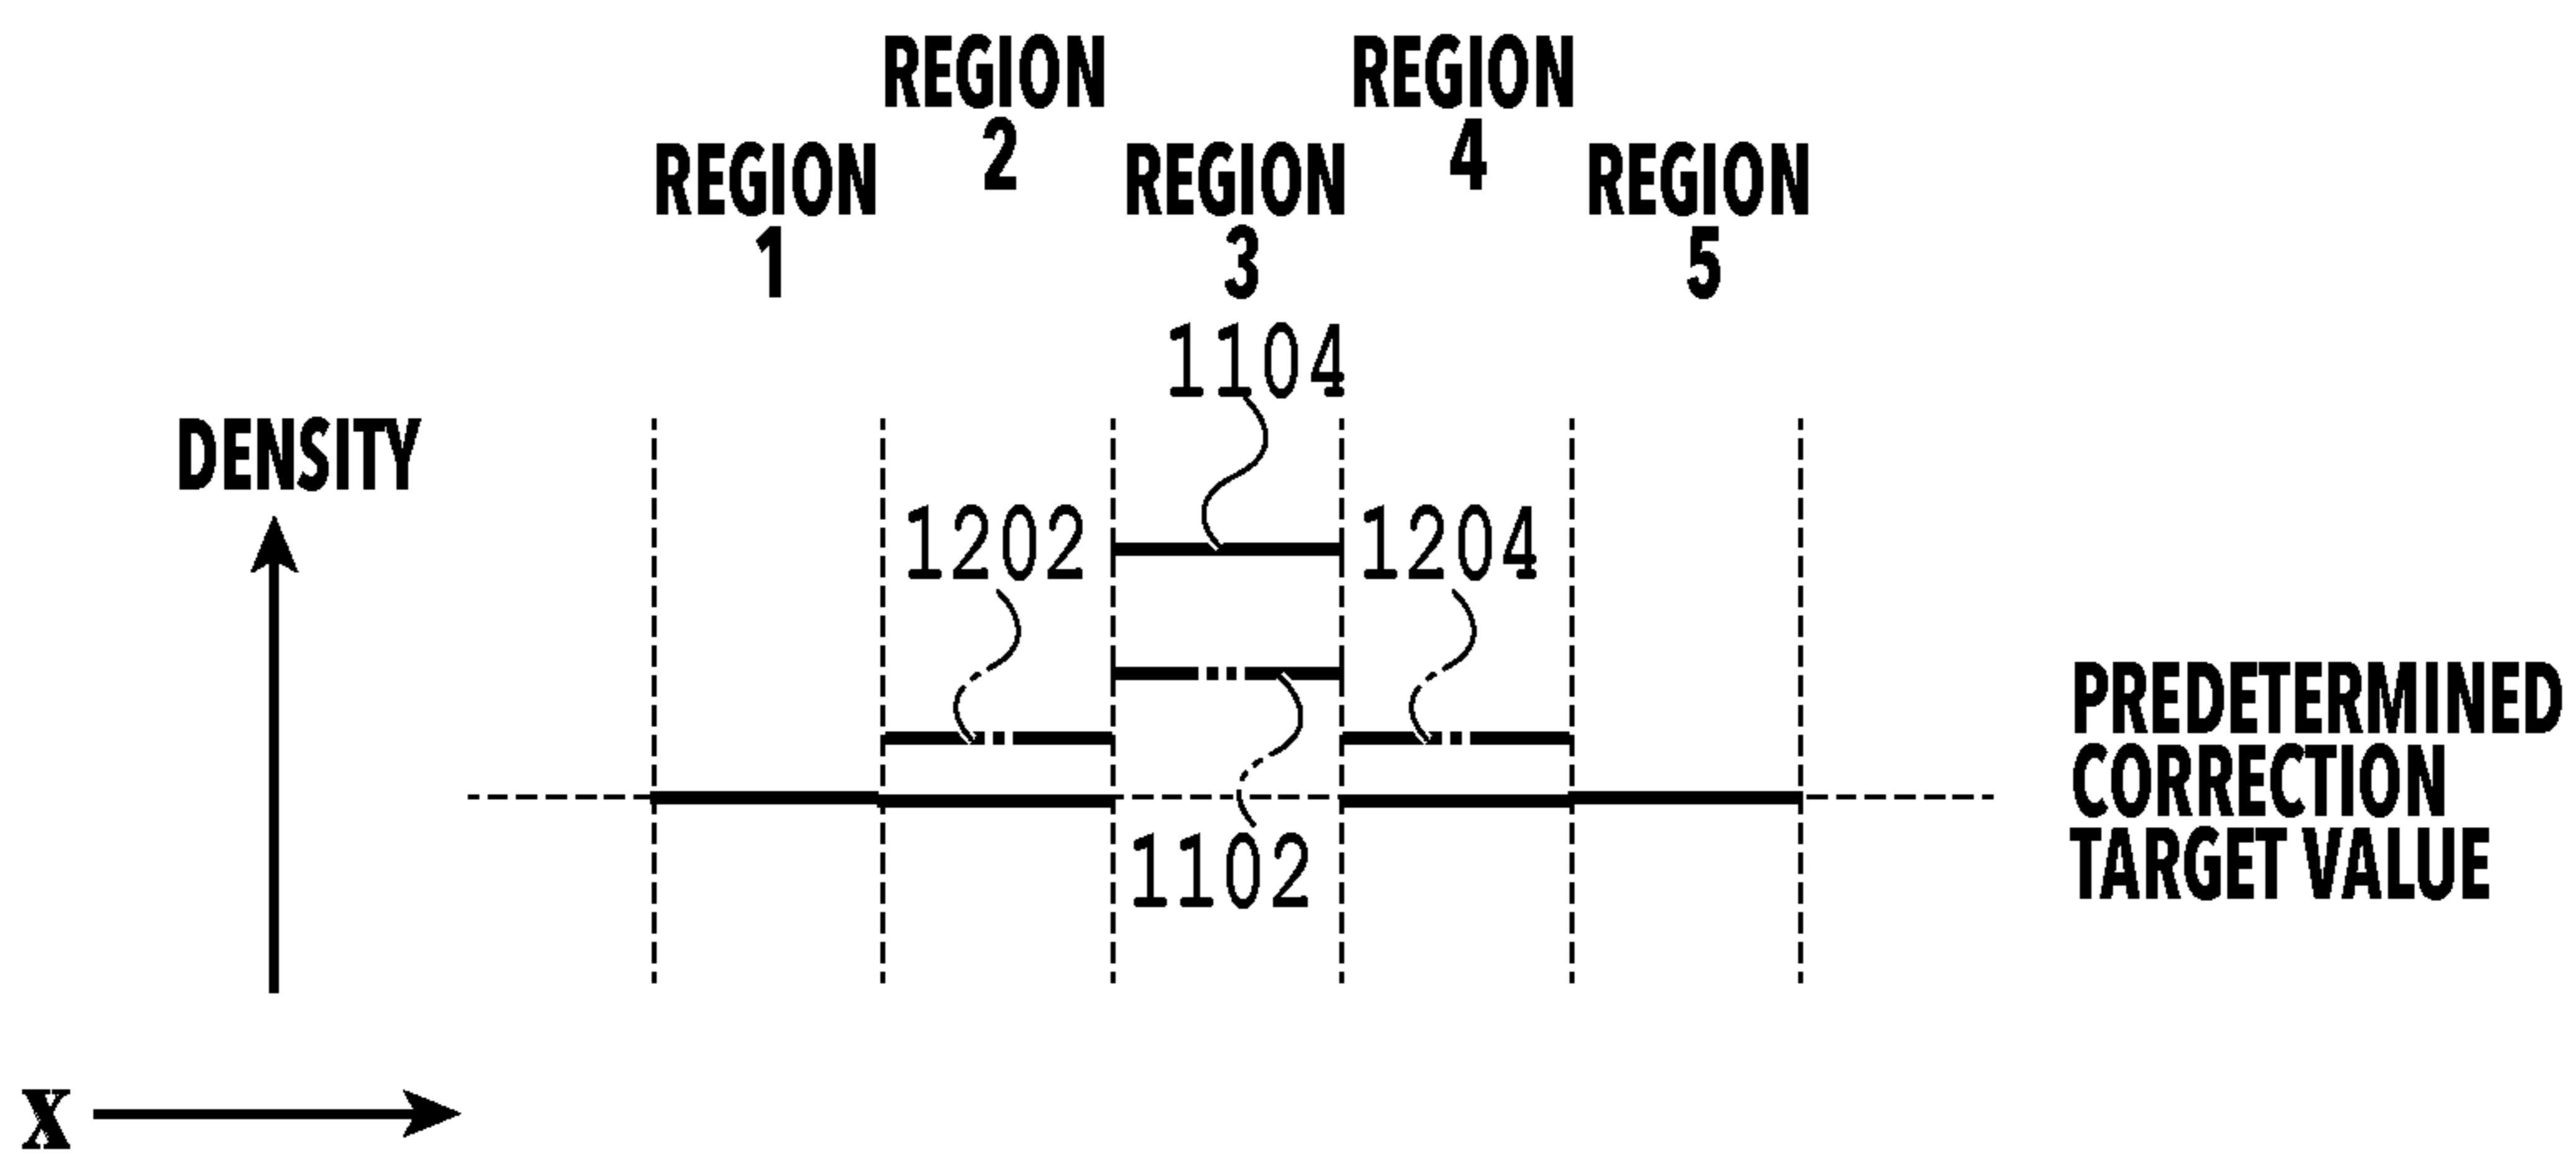 REGION
2
REGION
4
REGION
1
REGION
3
REGION
5
1104
DENSITY
1202
1204
1102
PREDETERMINED
CORRECTION
TARGET VALUE
X